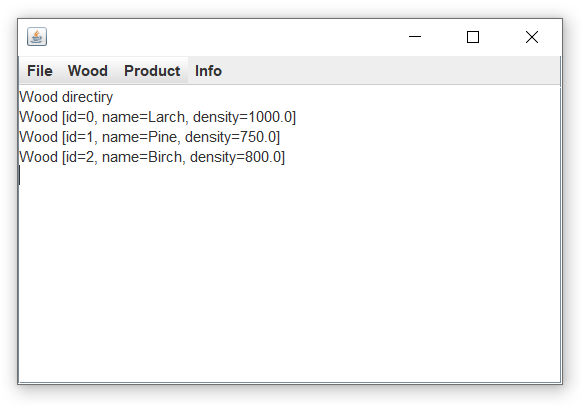 File Wood Product Info
Wood directiry
Wood [id=0, name=Larch, density=1000.0]
Wood [id=1, name=Pine, density=750.0]
Wood [id=2, name=Birch, density=800.0]